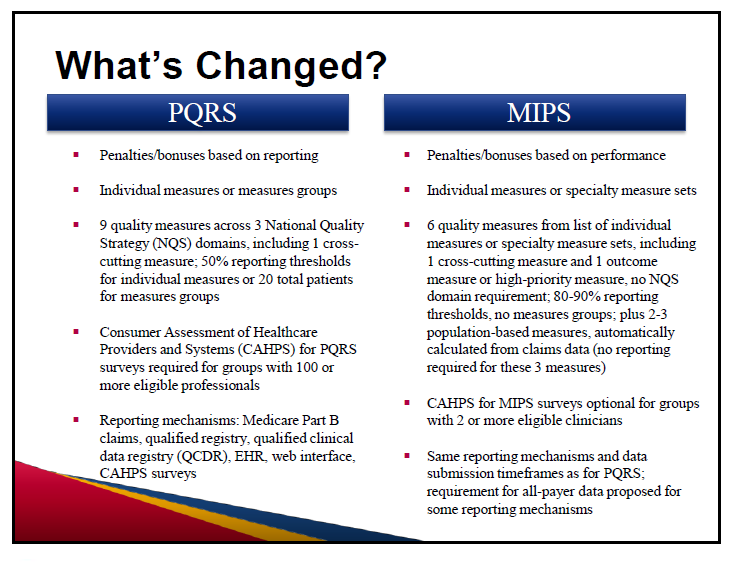 What's Changed?
PQRS
Penalties/bonuses based on reporting
Individual measures or measures groups
9 quality measures across 3 National Quality
Strategy (NQS) domains, including 1 cross-
cutting measure; 50% reporting thresholds
for individual measures or 20 total patients
for measures groups
Consumer Assessment of Healthcare
Providers and Systems (CAHPS) for PQRS
surveys required for groups with 100 or
more eligible professionals
Reporting mechanisms: Medicare Part B
claims, qualified registry, qualified clinical
data registry (QCDR), EHR, web interface,
CAHPS surveys
MIPS
Penalties/bonuses based on performance
Individual measures or specialty measure sets
6 quality measures from list of individual
measures or specialty measure sets, including
1 cross-cutting measure and 1 outcome
measure or high-priority measure, no NQS
domain requirement; 80-90% reporting
thresholds, no measures groups; plus 2-3
population-based measures, automatically
calculated from claims data (no reporting
required for these 3 measures)
CAHPS for MIPS surveys optional for groups
with 2 or more eligible clinicians
Same reporting mechanisms and data
submission timeframes as for PQRS;
requirement for all-payer data proposed for
some reporting mechanisms